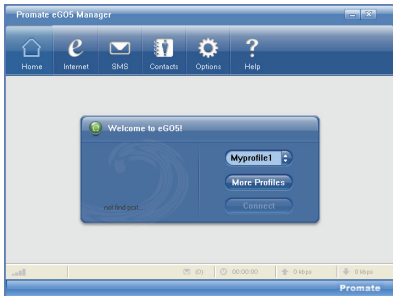 Promate eGO5 Manager
Home Internet SMS Contacts Options Help
Welcome to eGO5!
Myprofile1
More Profiles
not find port...
Connect
(0) 00:00:00 0 kbps 0 kbps
Promate